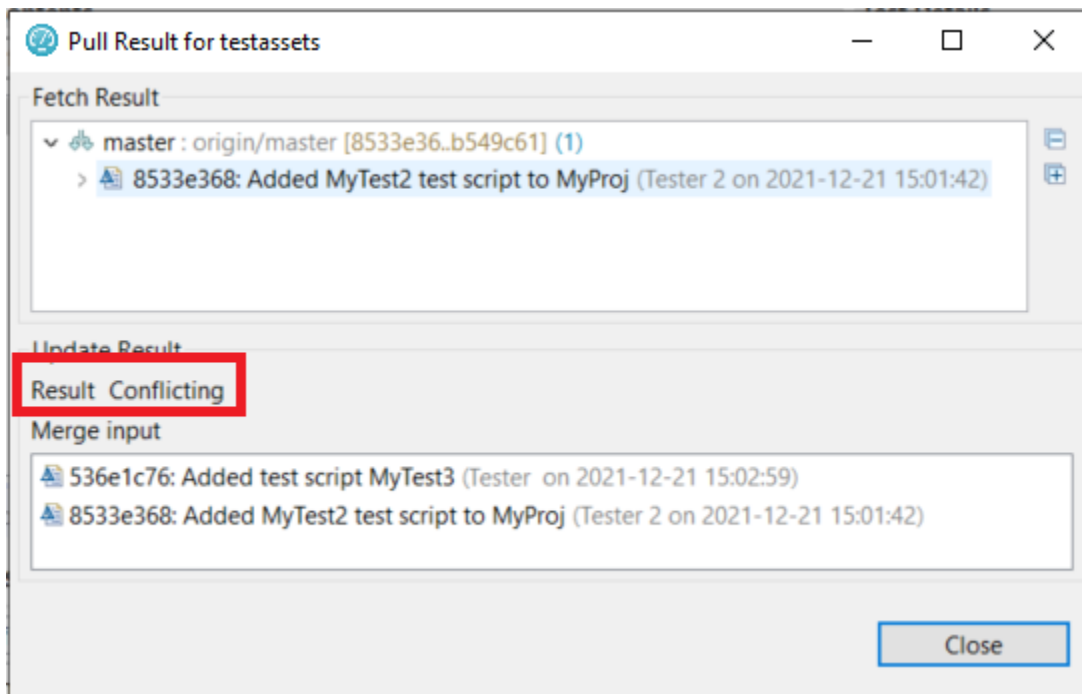 Pull Result for testassets
Fetch Result
master : origin/master [8533e36..b549c61] (1)
8533e368: Added MyTest2 test script to MyProj (Tester 2 on 2021-12-21 15:01:42)
Update Result
Result Conflicting
Merge input
536e1c76: Added test script MyTest3 (Tester on 2021-12-21 15:02:59)
8533e368: Added MyTest2 test script to MyProj (Tester 2 on 2021-12-21 15:01:42)
Close